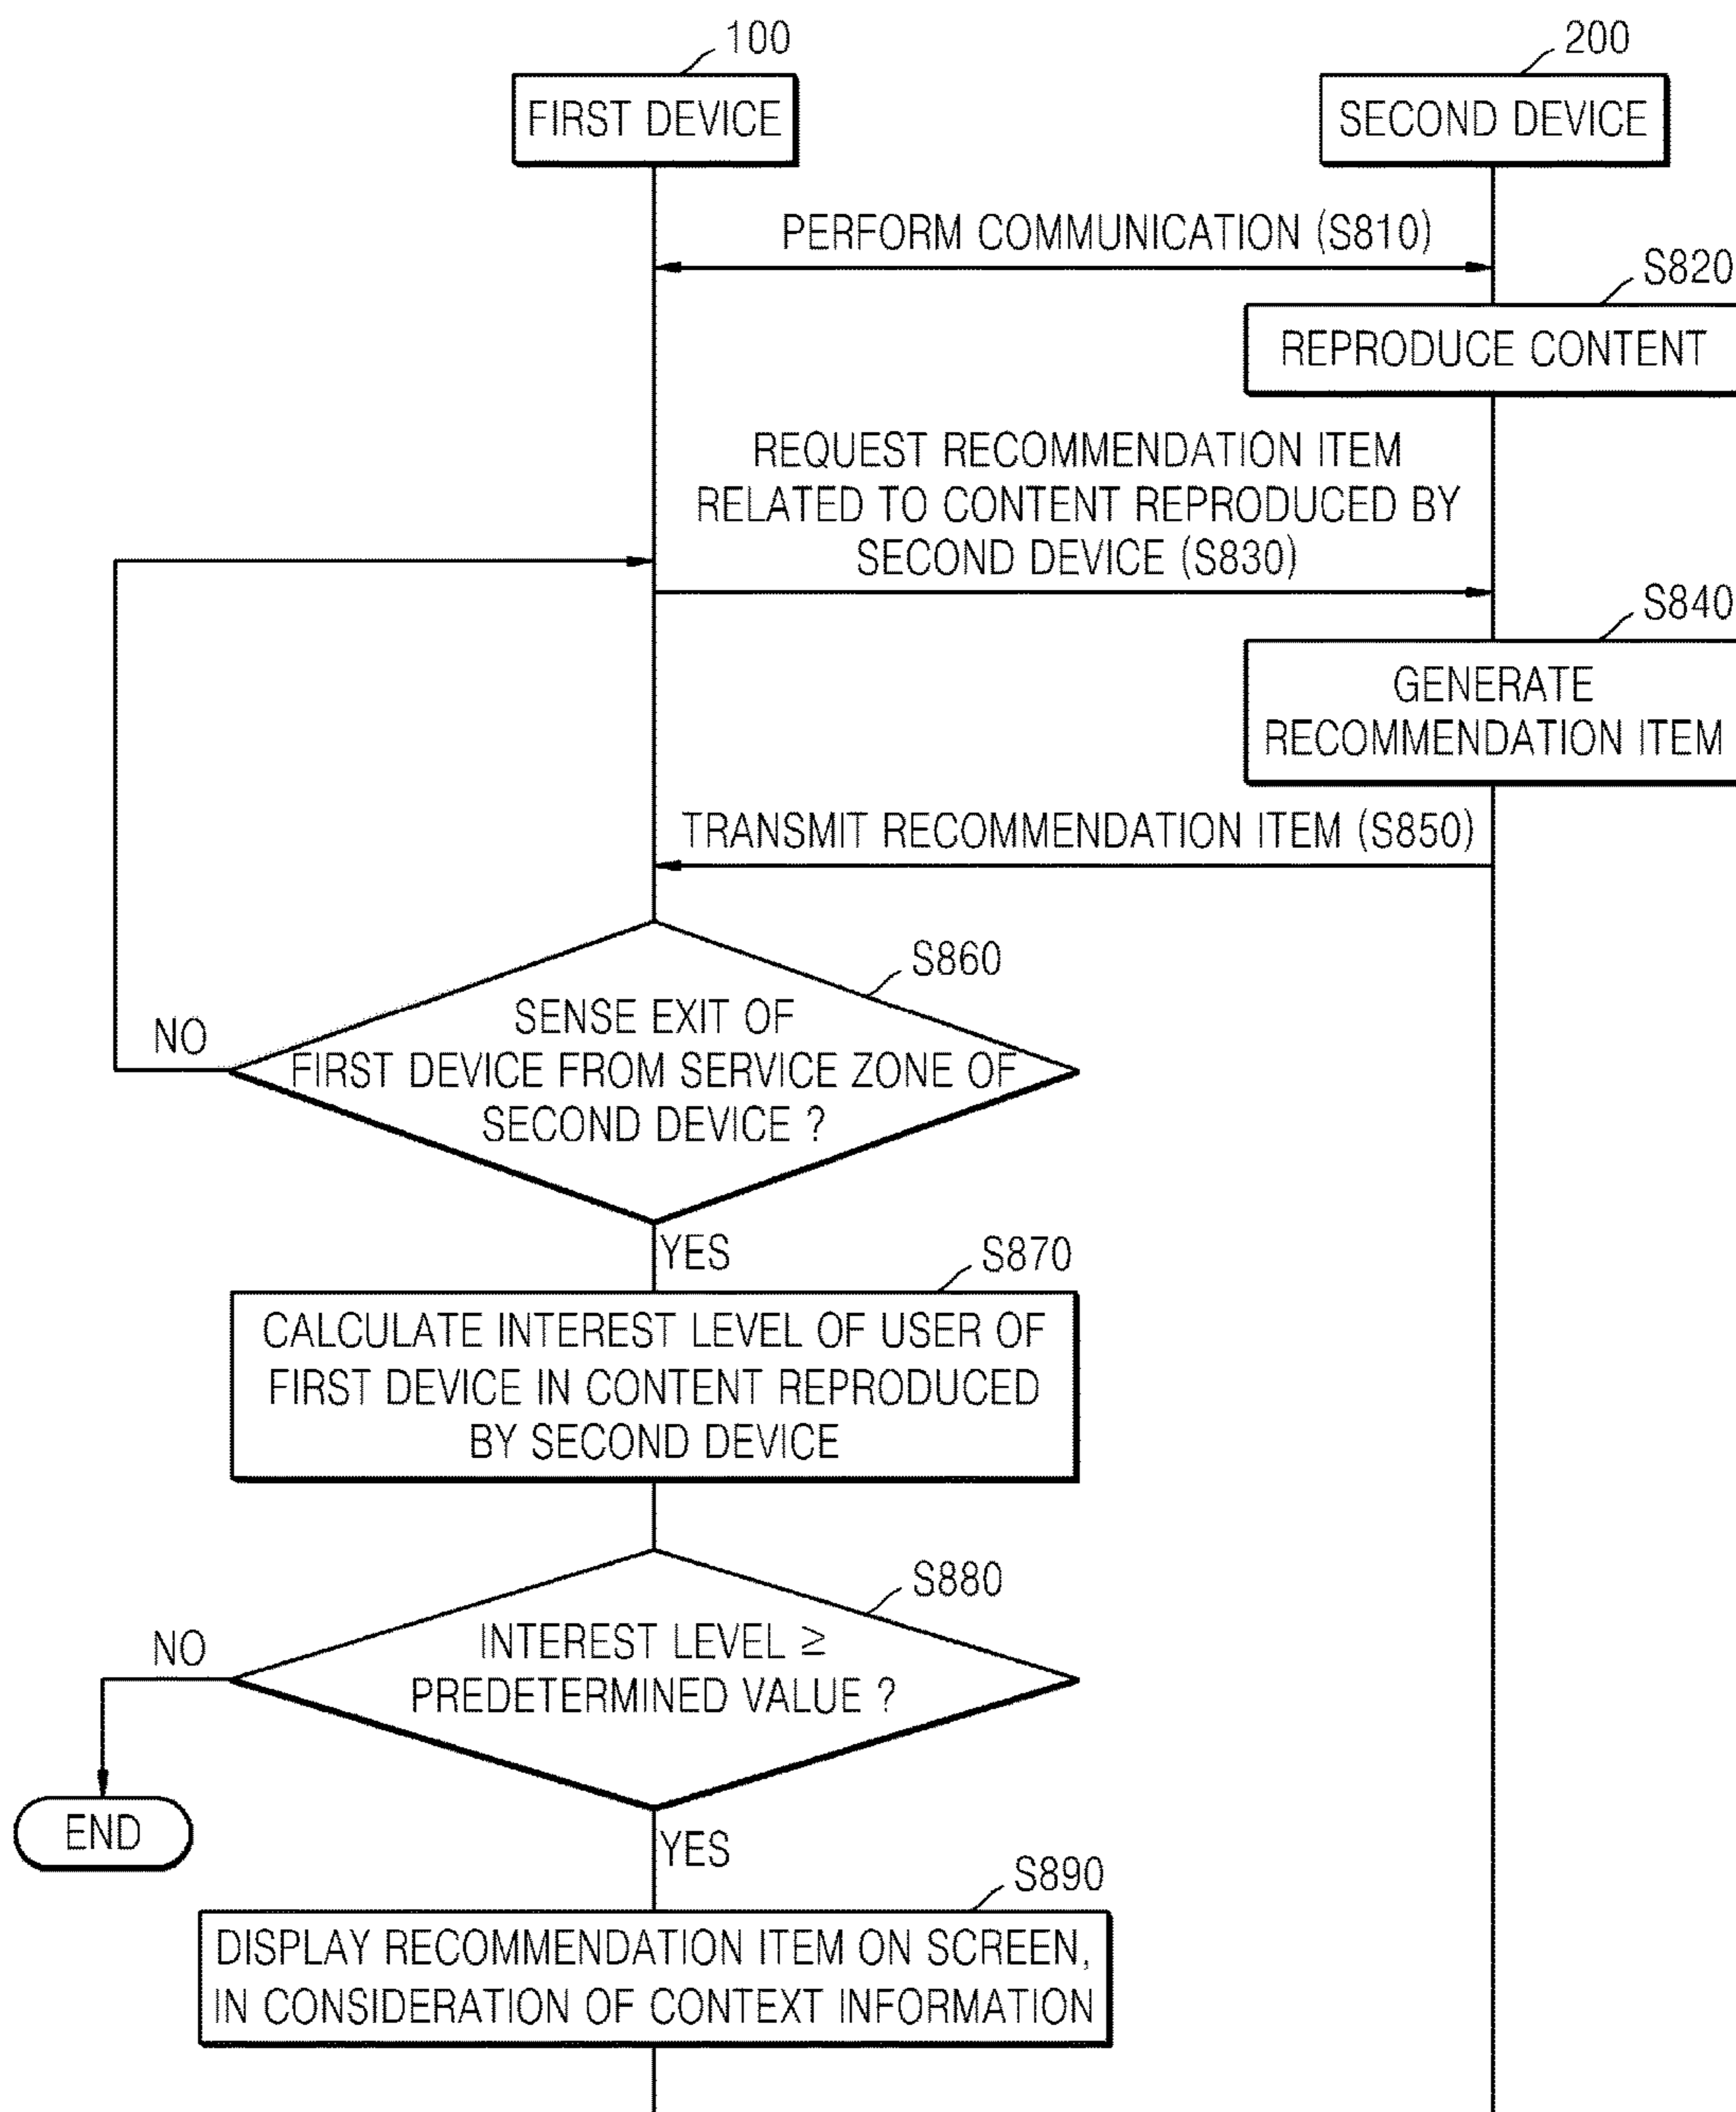 100
200
FIRST DEVICE
SECOND DEVICE
PERFORM COMMUNICATION (S810)
S820
REPRODUCE CONTENT
REQUEST RECOMMENDATION ITEM
RELATED TO CONTENT REPRODUCED BY
SECOND DEVICE (S830)
S840
GENERATE
RECOMMENDATION ITEM
TRANSMIT RECOMMENDATION ITEM (S850)
S860
SENSE EXIT OF
FIRST DEVICE FROM SERVICE ZONE OF
SECOND DEVICE ?
NO
YES
S870
CALCULATE INTEREST LEVEL OF USER OF
FIRST DEVICE IN CONTENT REPRODUCED
BY SECOND DEVICE
S880
INTEREST LEVEL ≥
PREDETERMINED VALUE ?
NO
END
YES
S890
DISPLAY RECOMMENDATION ITEM ON SCREEN,
IN CONSIDERATION OF CONTEXT INFORMATION